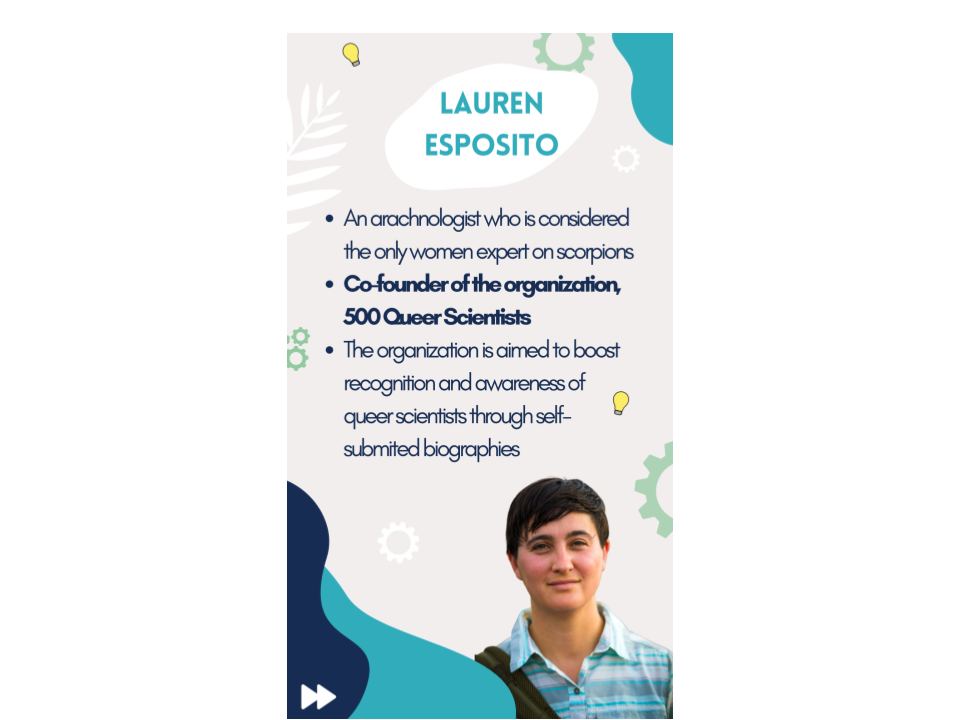 LAUREN
ESPOSITO
• An arachnologist who is considered
the only women expert on scorpions
• Co-founder of the organization,
500 Queer Scientists
• The organization is aimed to boost
recognition and awareness of
queer scientists through self-
submited biographies